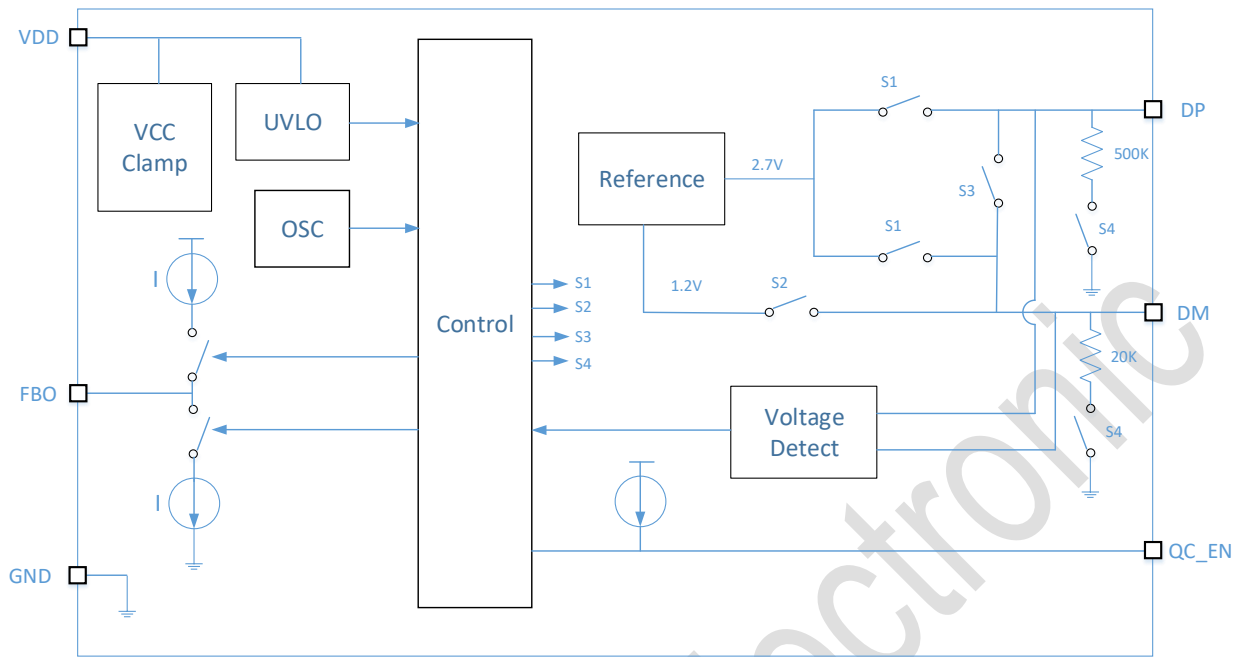 VDD
VCC
Clamp
UVLO
OSC
Control
Reference
2.7V
1.2V
S1
S1
S2
S3
DP
500K
S4
DM
20K
S4
S1
S2
S3
S4
Voltage
Detect
I
FBO
I
GND
QC_EN